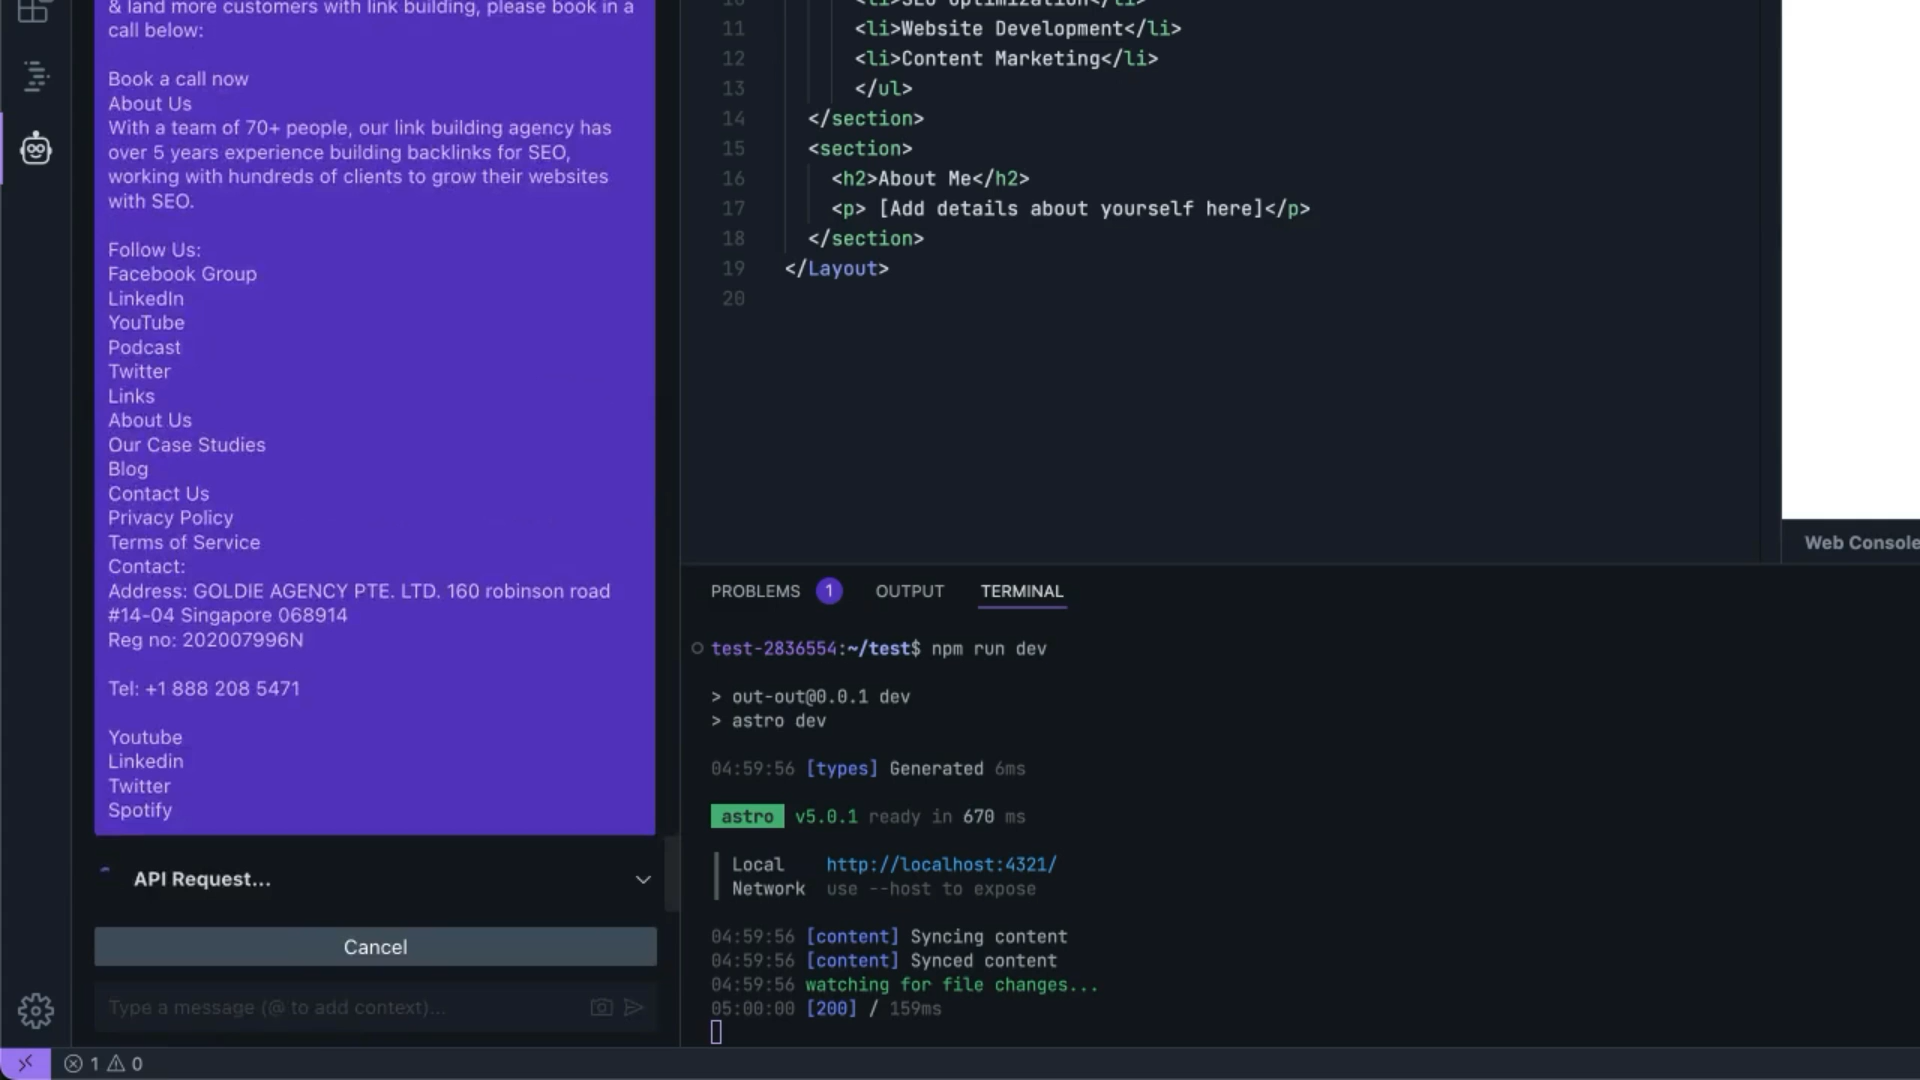 & land more customers with link building, please book in a
call below:
Book a call now
About Us
With a team of 70+ people, our link building agency has
over 5 years experience building backlinks for SEO,
working with hundreds of clients to grow their websites
with SEO.
Follow Us:
Facebook Group
LinkedIn
YouTube
Podcast
Twitter
Links
About Us
Our Case Studies
Blog
Contact Us
Privacy Policy
Terms of Service
Contact:
Address: GOLDIE AGENCY PTE. LTD. 160 robinson road
#14-04 Singapore 068914
Reg no: 202007996N
Tel: +1 888 208 5471
Youtube
Linkedin
Twitter
Spotify
API Request...
Cancel
Type a message (@ to add context)...
10 <li>SEO Optimization</li>
11 <li>Website Development</li>
12 <li>Content Marketing</li>
13 </ul>
14 </section>
15 <section>
16 <h2>About Me</h2>
17 <p> [Add details about yourself here]</p>
18 </section>
19 </Layout>
20
Web Console
PROBLEMS 1 OUTPUT TERMINAL
test-2836554:~/test$ npm run dev
> out-out@0.0.1 dev
> astro dev
04:59:56 [types] Generated 6ms
astro v5.0.1 ready in 670 ms
Local http://localhost:4321/
Network use --host to expose
04:59:56 [content] Syncing content
04:59:56 [content] Synced content
04:59:56 watching for file changes...
05:00:00 [200] / 159ms
1 0